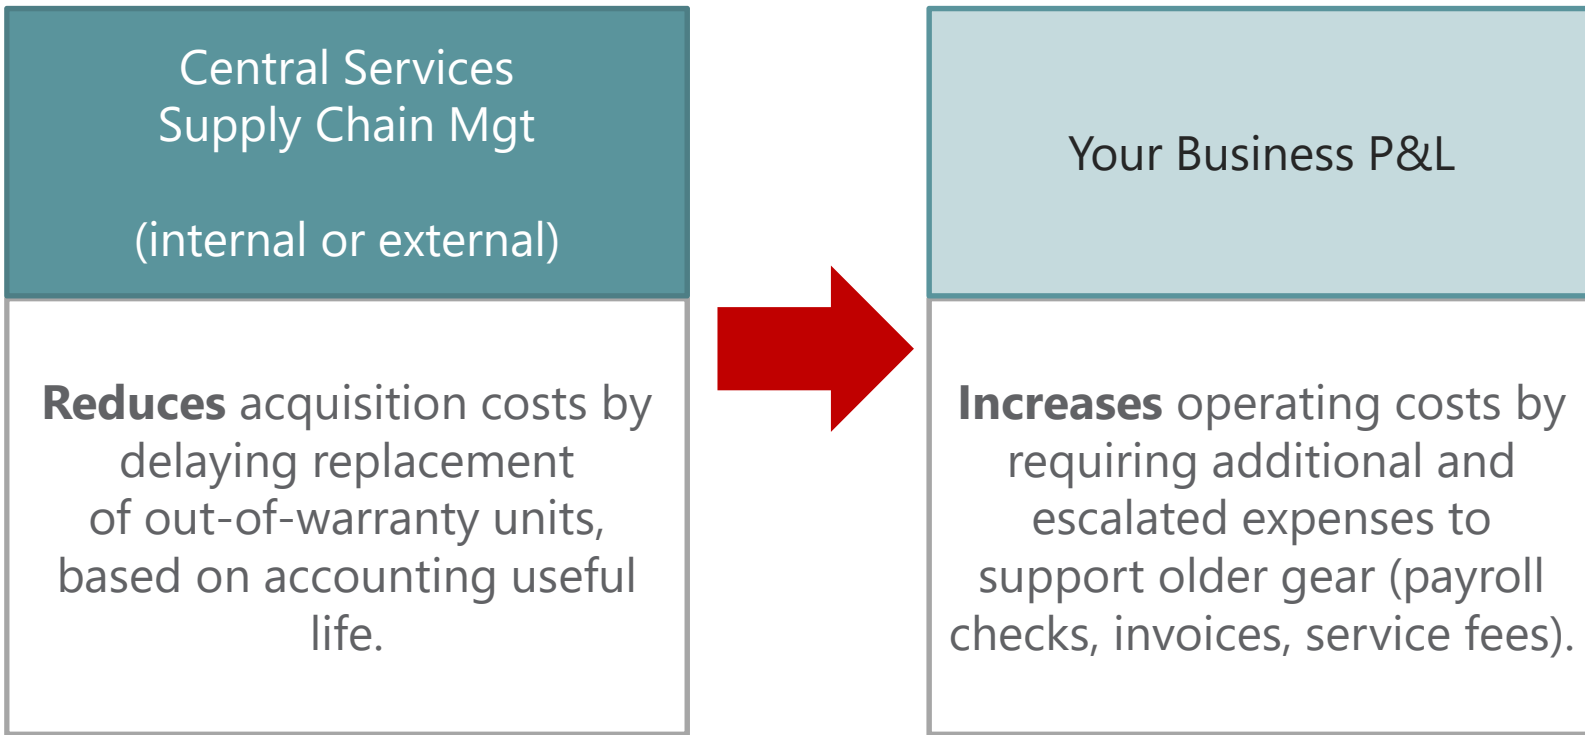 Central Services
Supply Chain Mgt
(internal or external)
Reduces acquisition costs by
delaying replacement
of out-of-warranty units,
based on accounting useful
life.
Your Business P&L
Increases operating costs by
requiring additional and
escalated expenses to
support older gear (payroll
checks, invoices, service fees).